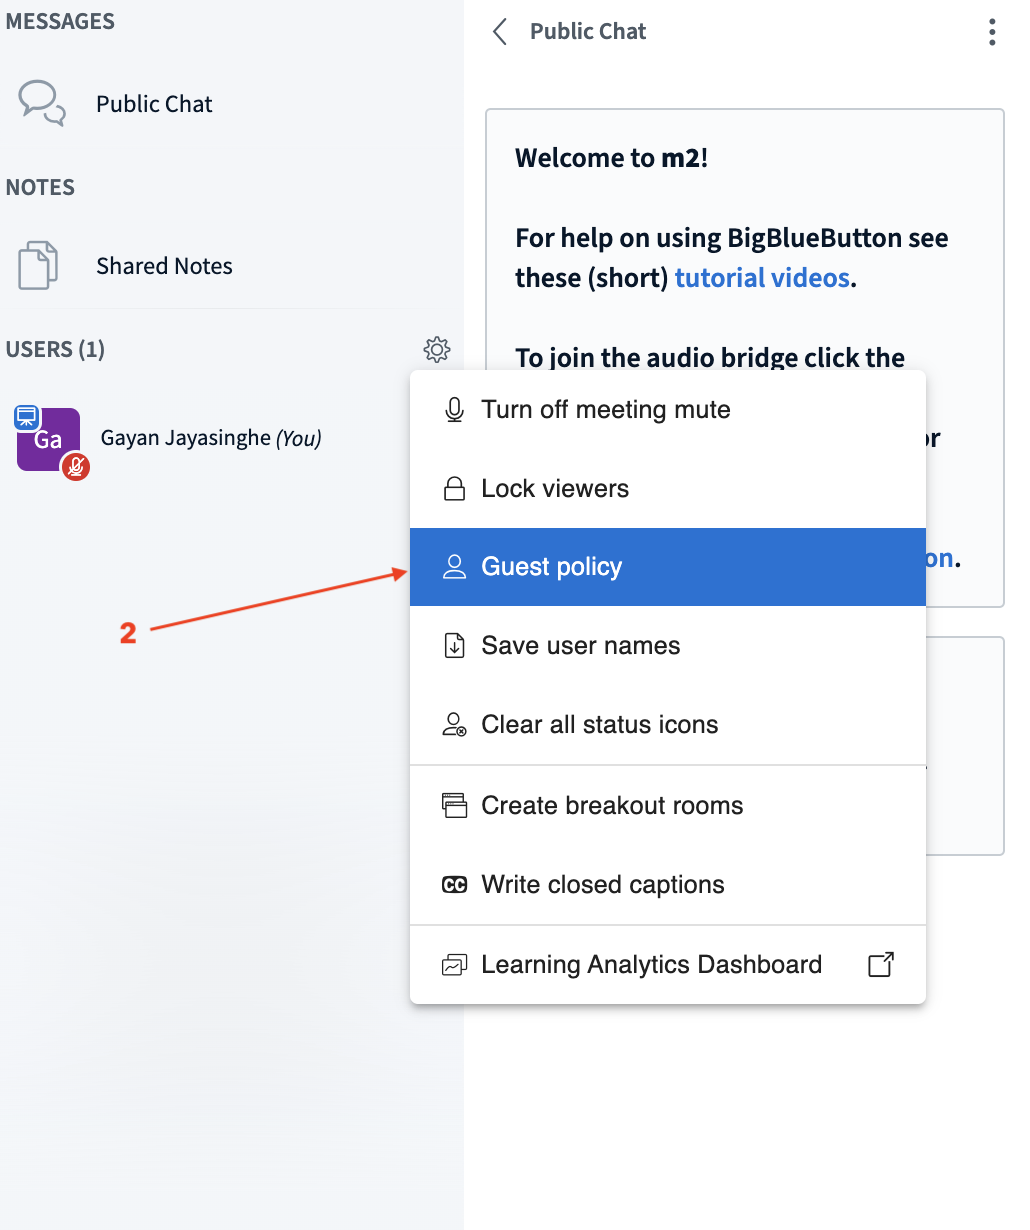 MESSAGES
Public Chat
NOTES
Shared Notes
USERS (1)
Ga
Gayan Jayasinghe (You)
2
Public Chat
Welcome to m2!
For help on using BigBlueButton see
these (short) tutorial videos.
To join the audio bridge click the
Turn off meeting mute
Lock viewers
Guest policy
Save user names
Clear all status icons
Create breakout rooms
CC Write closed captions
Learning Analytics Dashboard